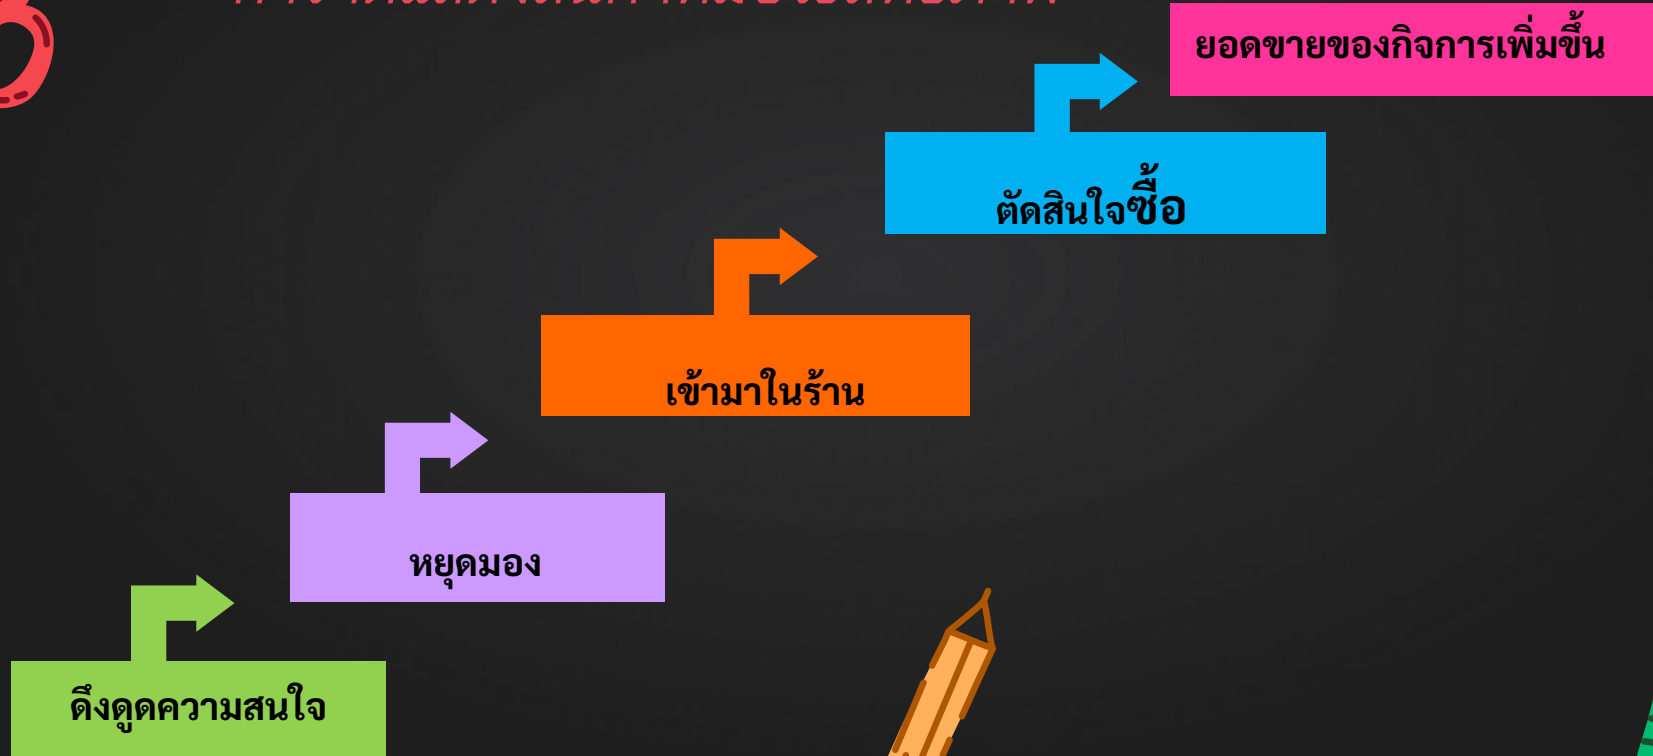 ยอดขายของกิจการเพิ่มขึ้น
ตัดสินใจซื้อ
เข้ามาในร้าน
หยุดมอง
ดึงดูดความสนใจ